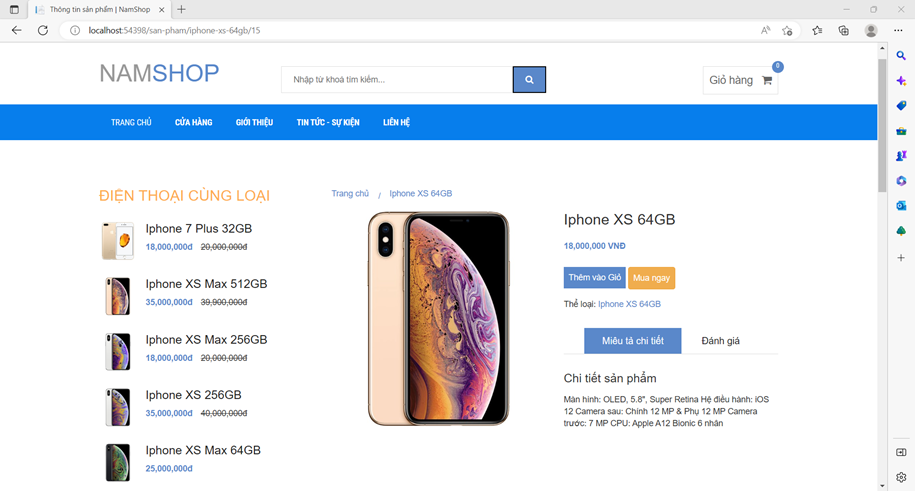 Thông tin sản phẩm | NamShop
localhost:54398/san-pham/iphone-xs-64gb/15
NAMSHOP
Nhập từ khoá tìm kiếm...
Giỏ hàng
0
TRANG CHỦ CỬA HÀNG GIỚI THIỆU TIN TỨC - SỰ KIỆN LIÊN HỆ
ĐIỆN THOẠI CÙNG LOẠI
Iphone 7 Plus 32GB
18,000,000đ 20,000,000đ
Iphone XS Max 512GB
35,000,000đ 39,900,000đ
Iphone XS Max 256GB
18,000,000đ 20,000,000đ
Iphone XS 256GB
35,000,000đ 40,000,000đ
Iphone XS Max 64GB
25,000,000đ
Trang chủ / Iphone XS 64GB
Iphone XS 64GB
18,000,000 VNĐ
Thêm vào Giỏ Mua ngay
Thể loại: Iphone XS 64GB
Miêu tả chi tiết Đánh giá
Chi tiết sản phẩm
Màn hình: OLED, 5.8", Super Retina Hệ điều hành: iOS
12 Camera sau: Chính 12 MP & Phụ 12 MP Camera
trước: 7 MP CPU: Apple A12 Bionic 6 nhân